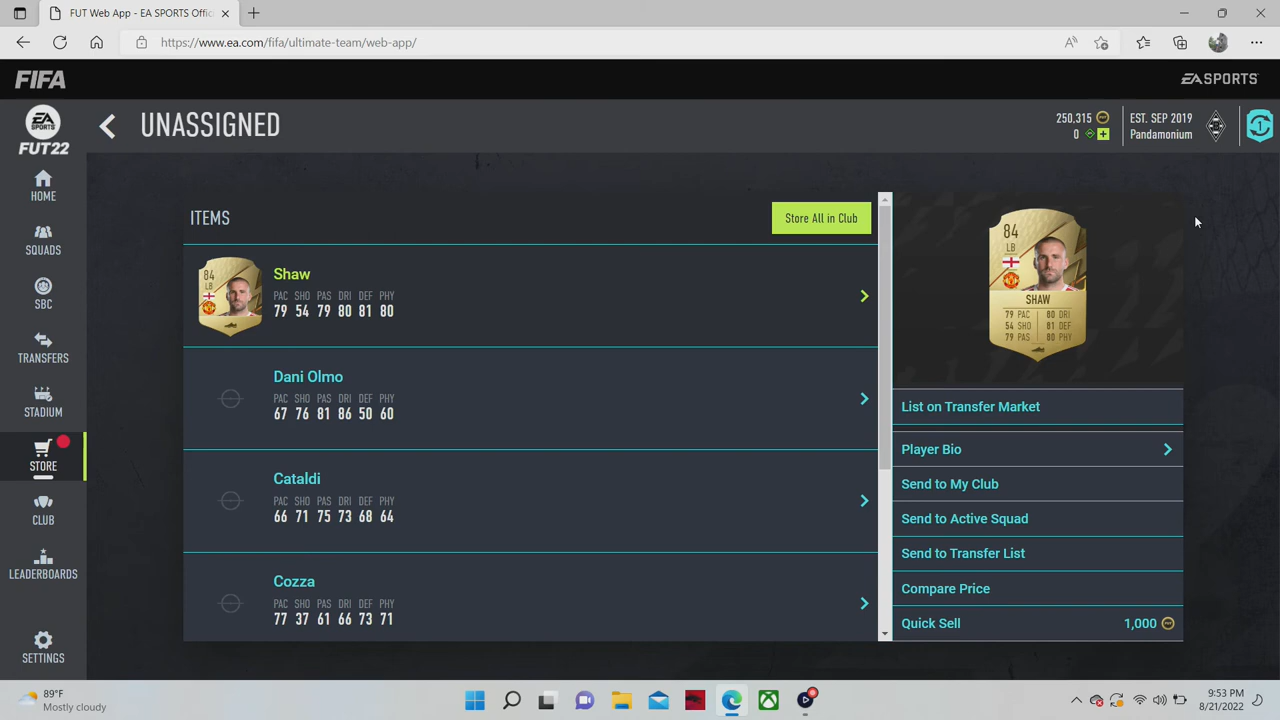 FUT Web App - EA SPORTS Offici
https://www.ea.com/fifa/ultimate-team/web-app/
FIFA
EA SPORTS
EA SPORTS
FUT22
UNASSIGNED
250,315
0
EST. SEP 2019
Pandamonium
1
HOME
SQUADS
SBC
TRANSFERS
STADIUM
STORE
CLUB
LEADERBOARDS
SETTINGS
ITEMS
Store All in Club
84
LB
Shaw
PAC SHO PAS DRI DEF PHY
79 54 79 80 81 80
Dani Olmo
PAC SHO PAS DRI DEF PHY
67 76 81 86 50 60
Cataldi
PAC SHO PAS DRI DEF PHY
66 71 75 73 68 64
Cozza
PAC SHO PAS DRI DEF PHY
77 37 61 66 73 71
84
LB
SHAW
79 PAC 80 DRI
54 SHO 81 DEF
79 PAS 80 PHY
List on Transfer Market
Player Bio
Send to My Club
Send to Active Squad
Send to Transfer List
Compare Price
Quick Sell 1,000
89°F
Mostly cloudy
9:53 PM
8/21/2022